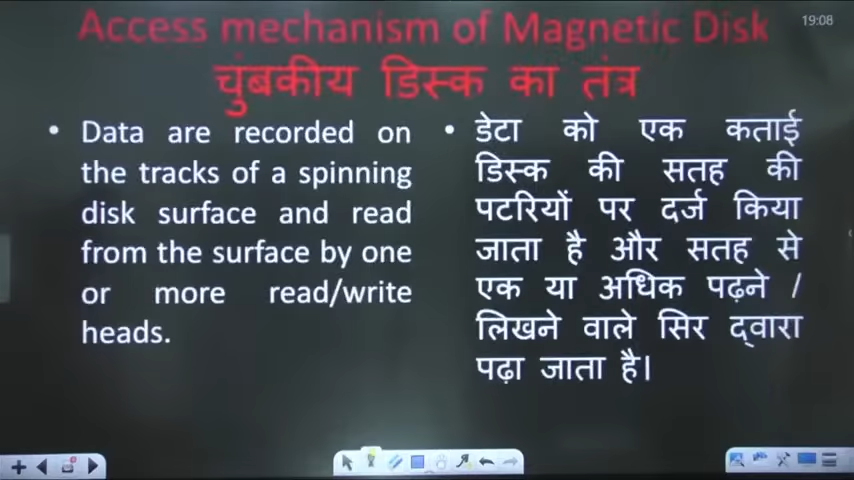 19:08
Access mechanism of Magnetic Disk
चुंबकीय डिस्क का तंत्र
• Data are recorded on
the tracks of a spinning
disk surface and read
from the surface by one
or more read/write
heads.
• डेटा को एक कताई
डिस्क की सतह की
पटरियों पर दर्ज किया
जाता है और सतह से
एक या अधिक पढ़ने /
लिखने वाले सिर द्वारा
पढ़ा जाता है।